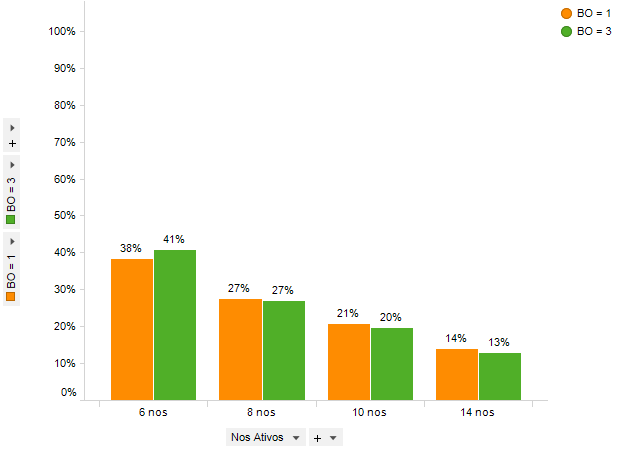 BO = 1
BO = 3
100%
90%
80%
70%
60%
50%
40%
30%
20%
10%
0%
38%
41%
27%
27%
21%
20%
14%
13%
6 nos
8 nos
10 nos
14 nos
Nos Ativos
+
+
BO = 3
BO = 1